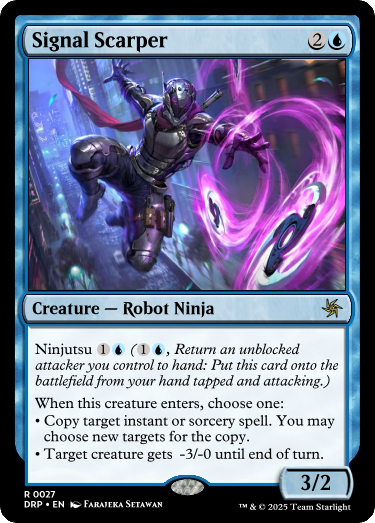 Signal Scarper 2
Creature — Robot Ninja
Ninjutsu 1 (1, Return an unblocked
attacker you control to hand: Put this card onto the
battlefield from your hand tapped and attacking.)
When this creature enters, choose one:
• Copy target instant or sorcery spell. You may
choose new targets for the copy.
• Target creature gets -3/-0 until end of turn.
3/2
R 0027
DRP • EN Farajeka Setawan
™ & © 2025 Team Starlight